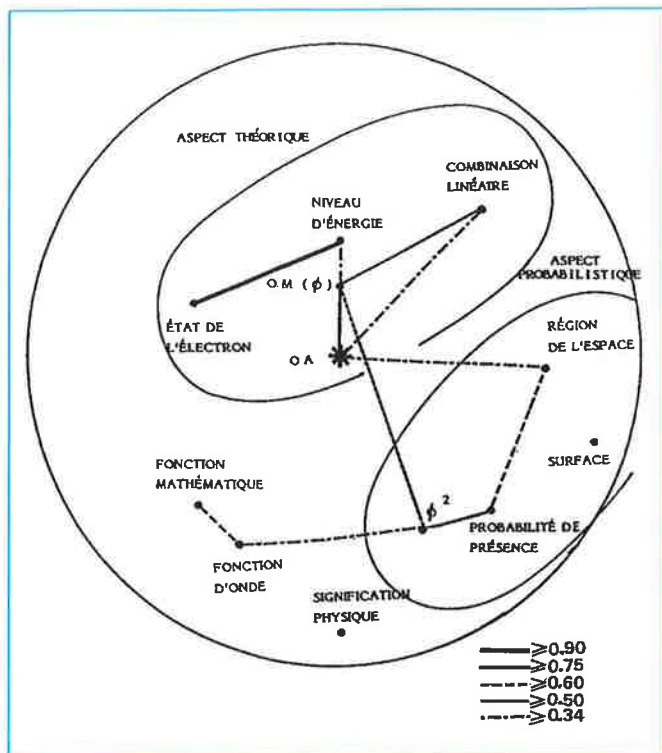 ASPECT THÉORIQUE
COMBINAISON
LINÉAIRE
NIVEAU
D'ÉNERGIE
ASPECT
PROBABILISTIQUE
O.M (ϕ)
ÉTAT DE
L'ÉLECTRON
RÉGION
DE L'ESPACE
O A
FONCTION
MATHÉMATIQUE
SURFACE
ϕ²
PROBABILITÉ DE
PRÉSENCE
FONCTION
D'ONDE
SIGNIFICATION
PHYSIQUE
⩾0.90
⩾0.75
⩾0.60
⩾0.50
⩾0.34